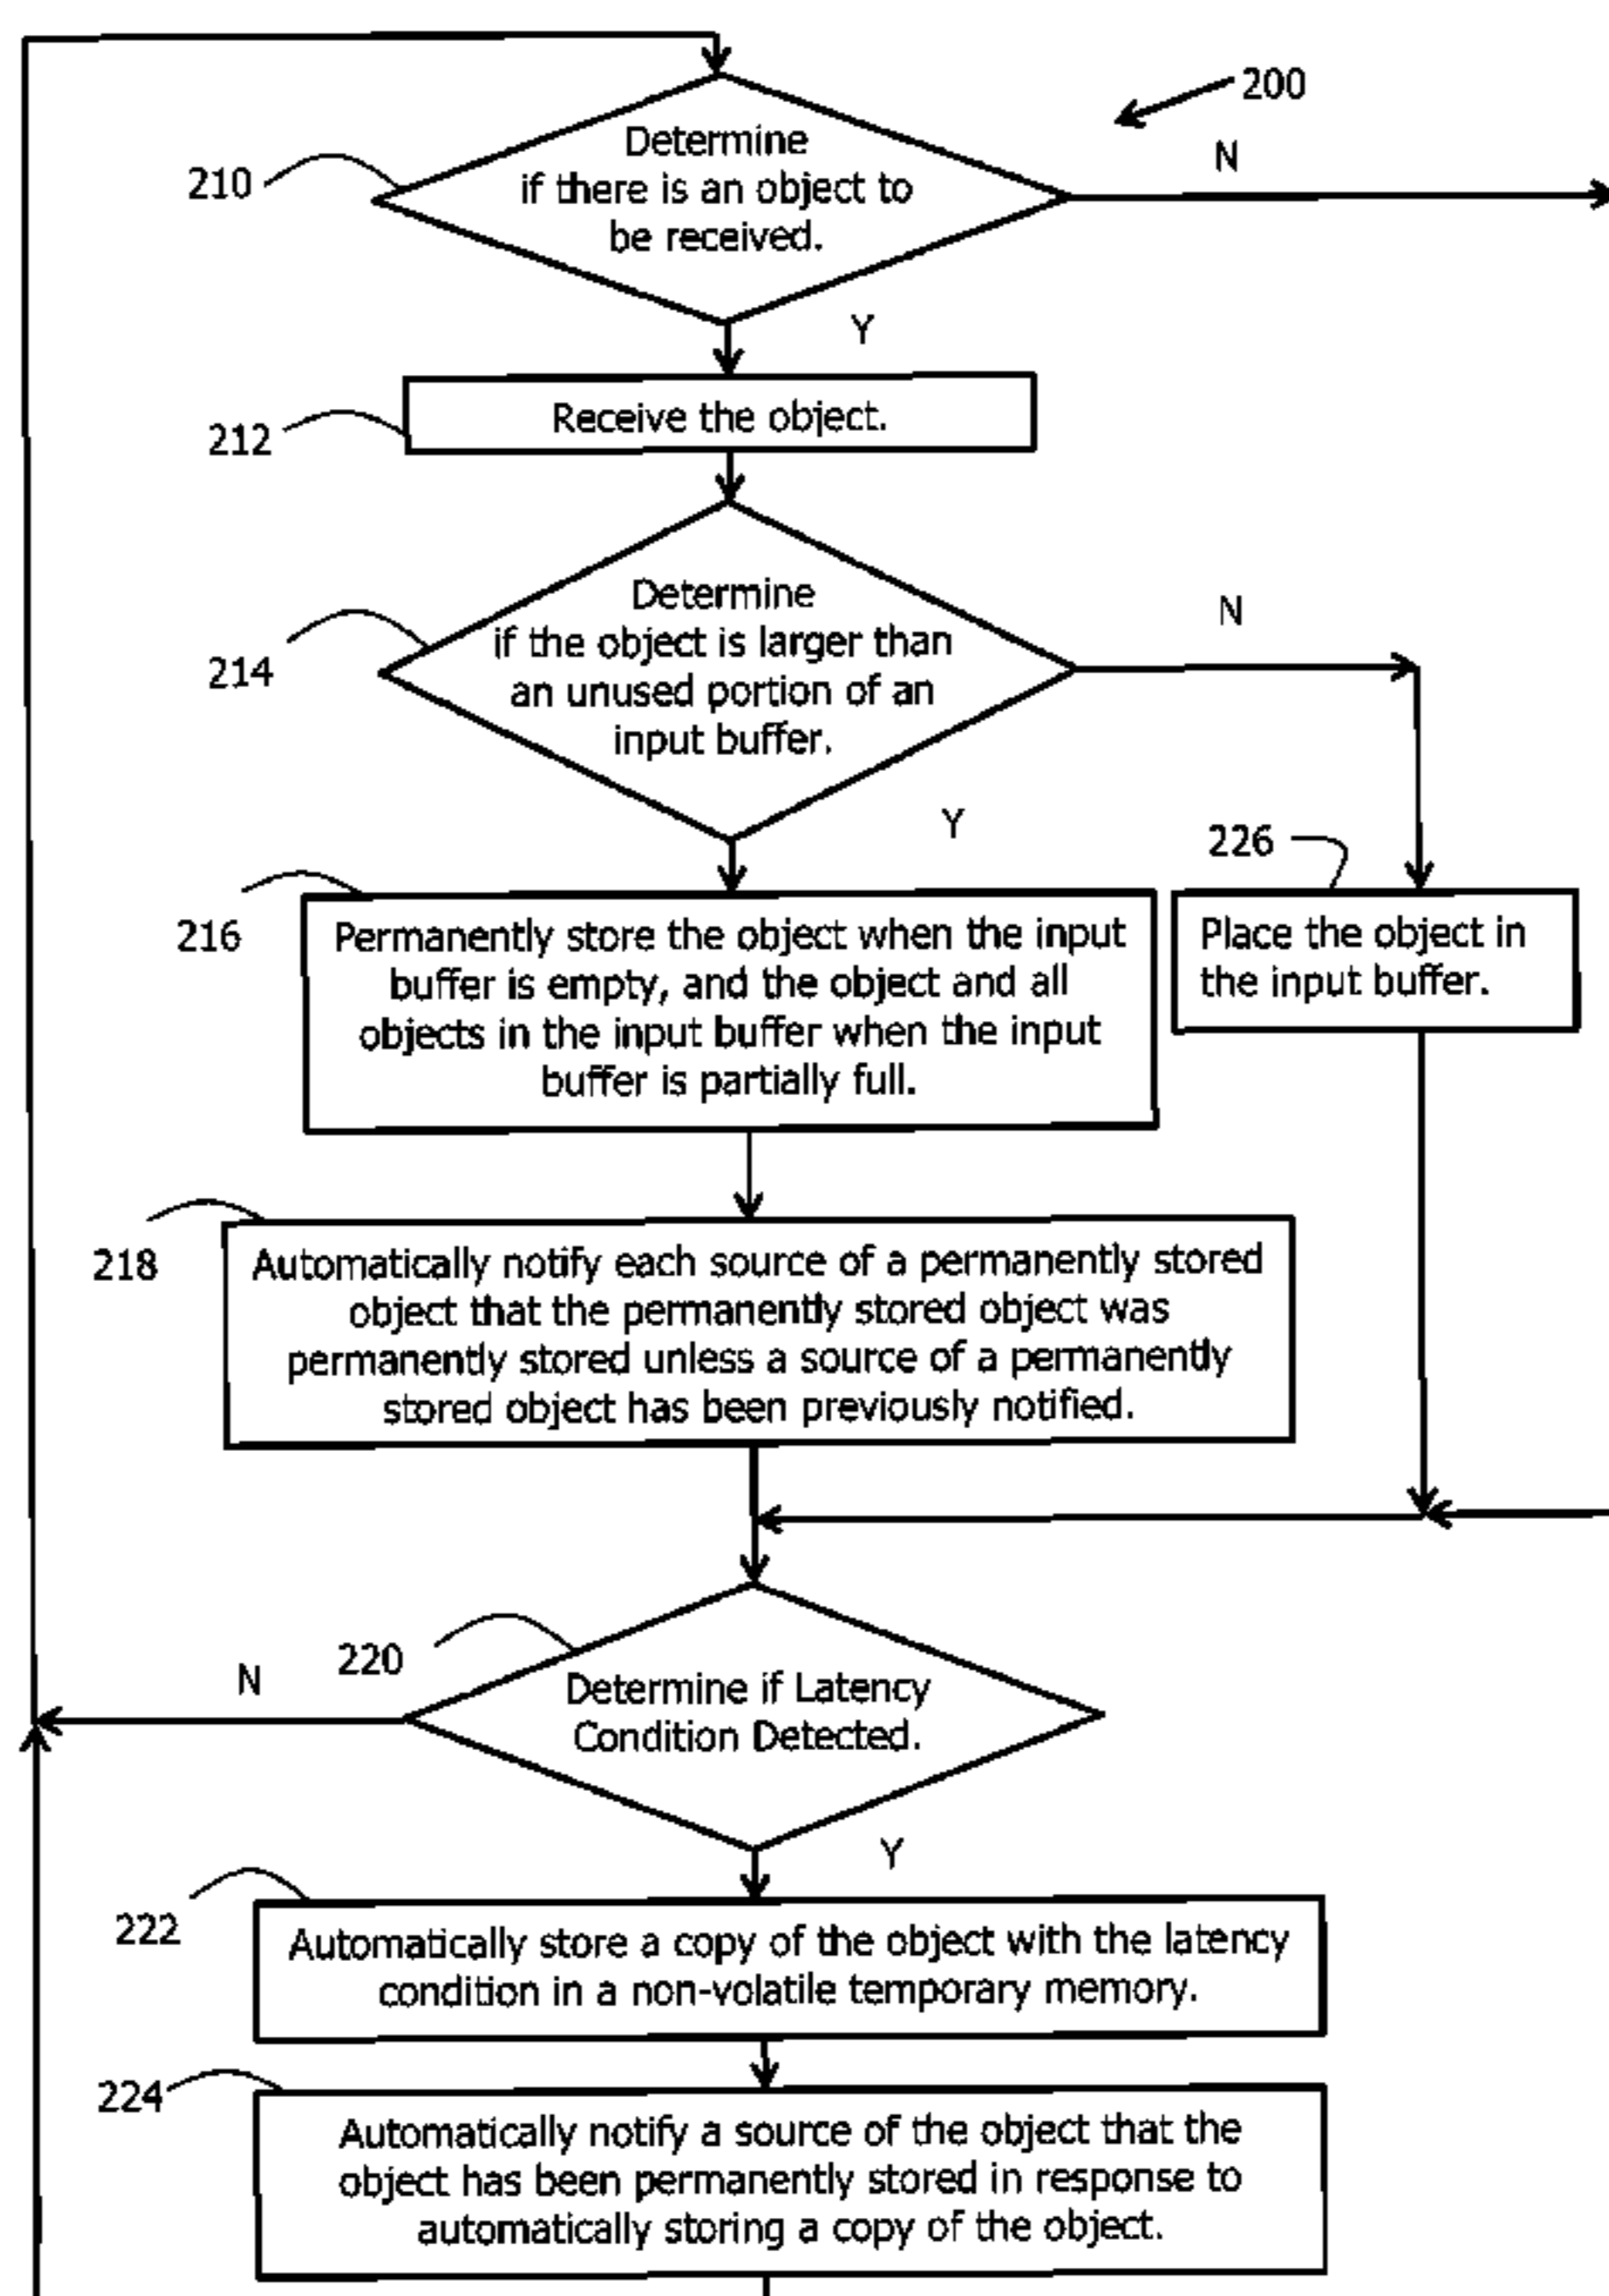 200
Determine
if there is an object to
be received.
210
N
Y
Receive the object.
212
Determine
if the object is larger than
an unused portion of an
input buffer.
214
N
Y
226
216
Permanently store the object when the input
buffer is empty, and the object and all
objects in the input buffer when the input
buffer is partially full.
Place the object in
the input buffer.
218
Automatically notify each source of a permanently stored
object that the permanently stored object was
permanently stored unless a source of a permanently
stored object has been previously notified.
N
220
Determine if Latency
Condition Detected.
Y
222
Automatically store a copy of the object with the latency
condition in a non-volatile temporary memory.
224
Automatically notify a source of the object that the
object has been permanently stored in response to
automatically storing a copy of the object.